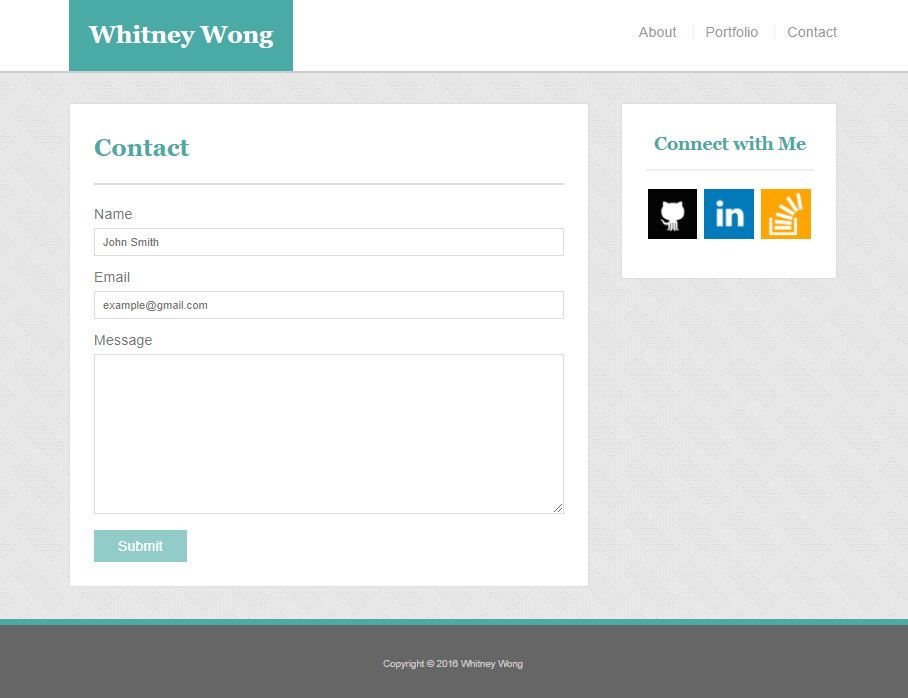 Whitney Wong
About
Portfolio
Contact
Contact
Name
John Smith
Email
example@gmail.com
Message
Submit
Connect with Me
in
Copyright © 2016 Whitney Wong